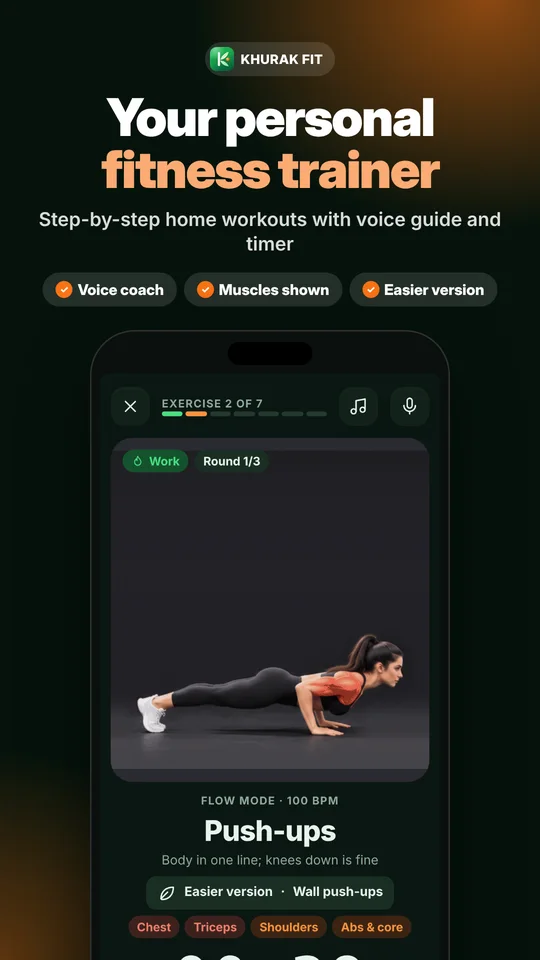 KHURAK FIT
Your personal
fitness trainer
Step-by-step home workouts with voice guide and
timer
Voice coach
Muscles shown
Easier version
EXERCISE 2 OF 7
Work
Round 1/3
FLOW MODE · 100 BPM
Push-ups
Body in one line; knees down is fine
Easier version · Wall push-ups
Chest
Triceps
Shoulders
Abs & core